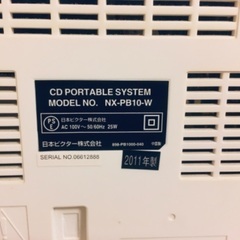 CD PORTABLE SYSTEM
MODEL NO. NX-PB10-W
PSE
日本ビクター株式会社
AC 100V〜50/60Hz 25W
日本ビクター株式会社
SERIAL NO.06612888
2011年製